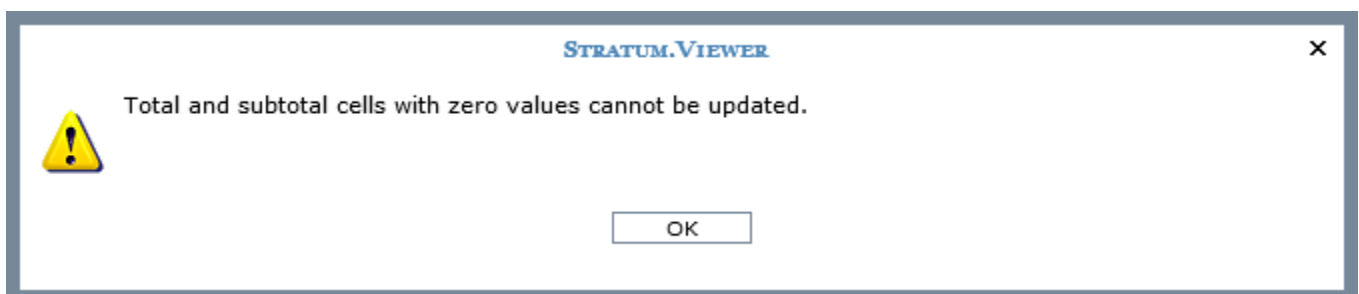 Stratum.Viewer
Total and subtotal cells with zero values cannot be updated.
OK